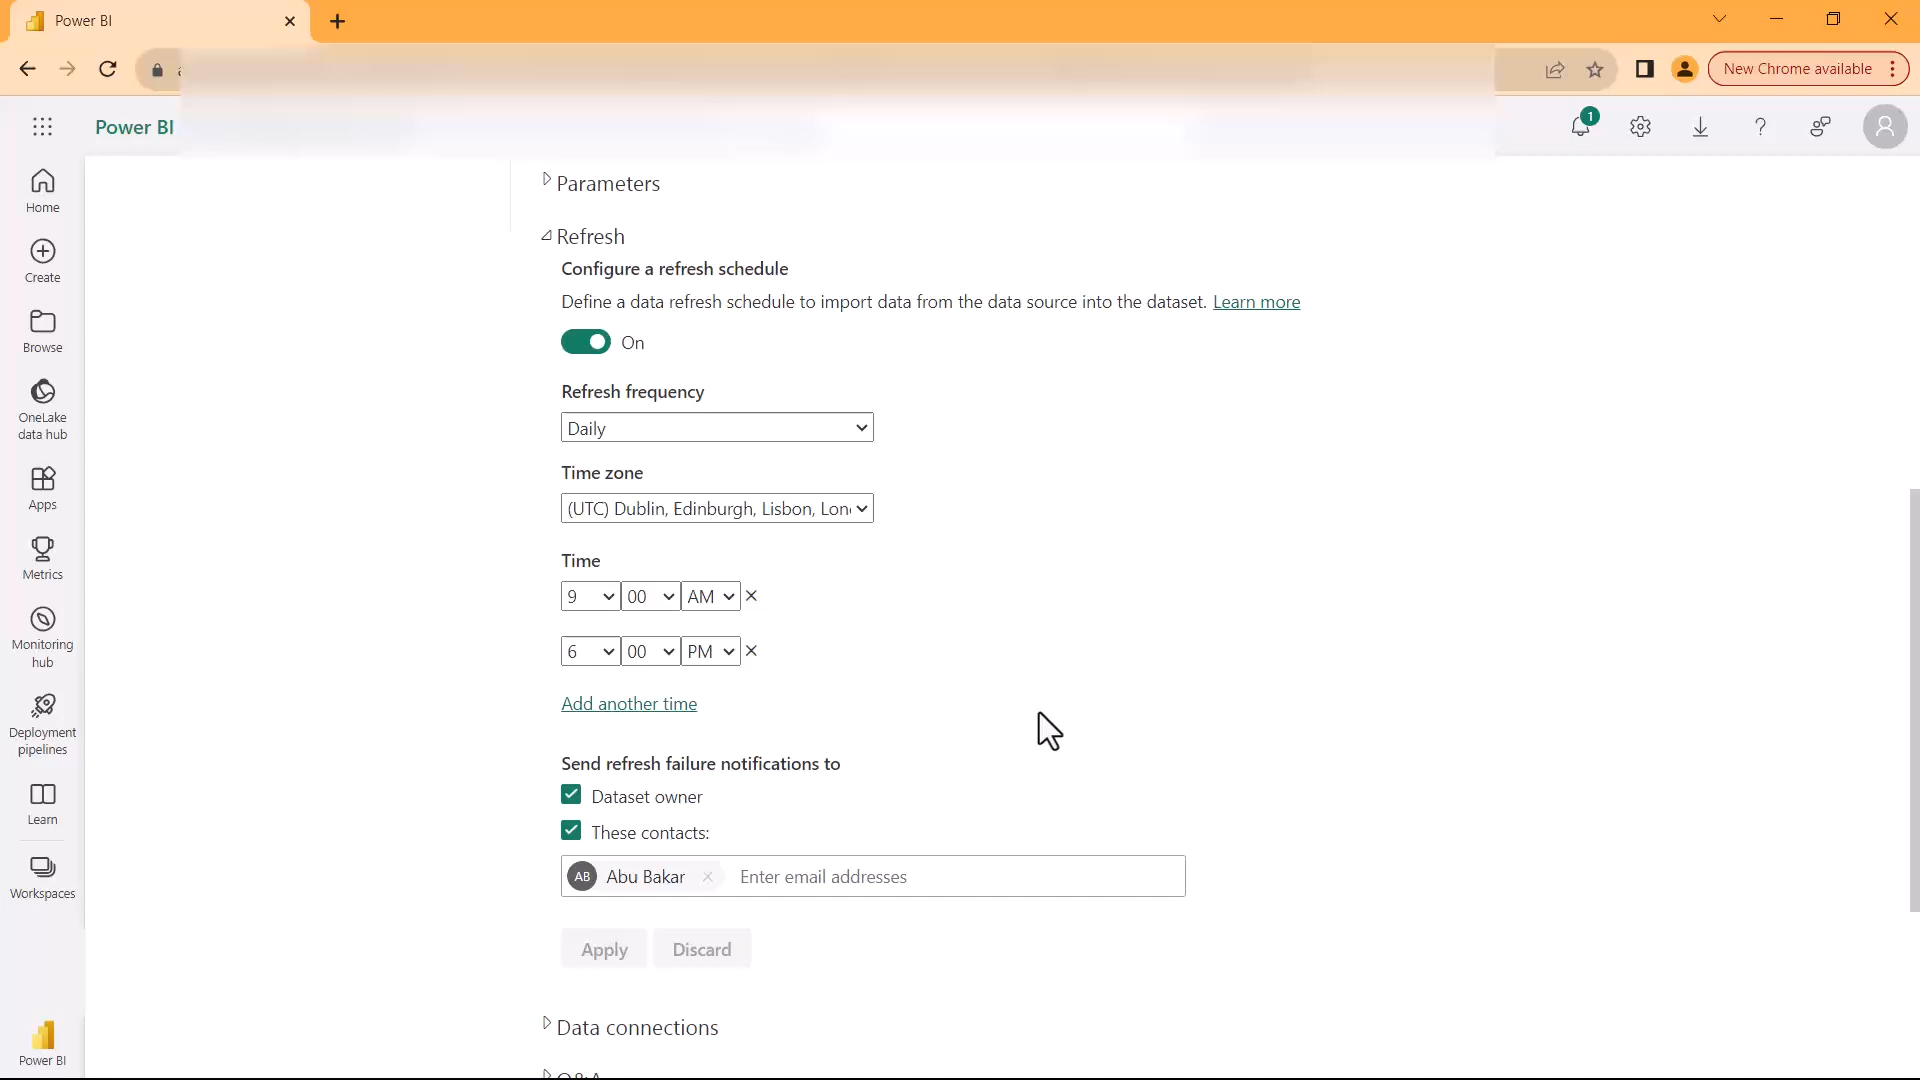 Power BI
New Chrome available
Power BI
1
Home
Create
Browse
OneLake
data hub
Apps
Metrics
Monitoring
hub
Deployment
pipelines
Learn
Workspaces
Power BI
Parameters
Refresh
Configure a refresh schedule
Define a data refresh schedule to import data from the data source into the dataset. Learn more
On
Refresh frequency
Daily
Time zone
(UTC) Dublin, Edinburgh, Lisbon, Lon
Time
9 00 AM
6 00 PM
Add another time
Send refresh failure notifications to
Dataset owner
These contacts:
AB Abu Bakar Enter email addresses
Apply Discard
Data connections
Q&A